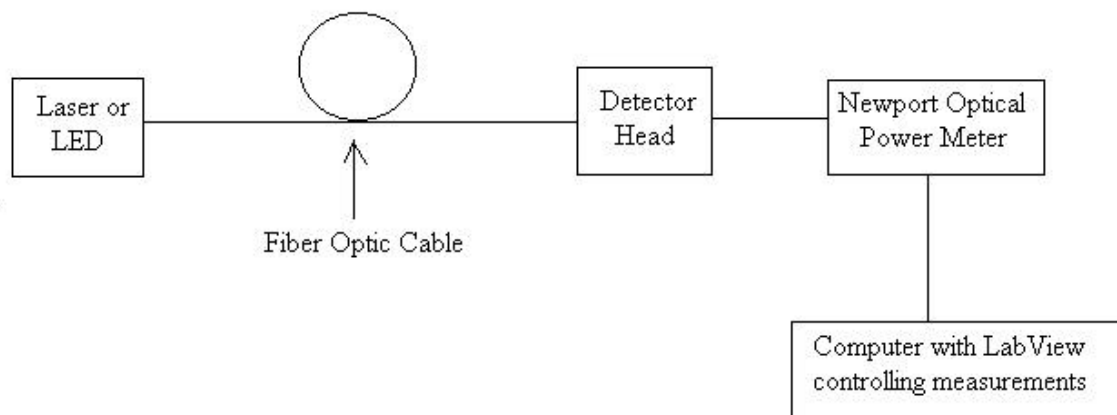 Laser or
LED
Detector
Head
Newport Optical
Power Meter
Fiber Optic Cable
Computer with LabView
controlling measurements